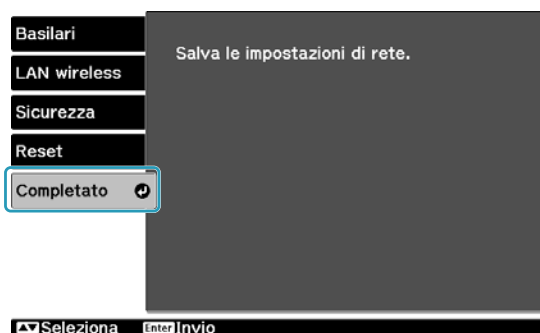 Basilari
LAN wireless
Sicurezza
Reset
Completato
Salva le impostazioni di rete.
Seleziona Enter Invio